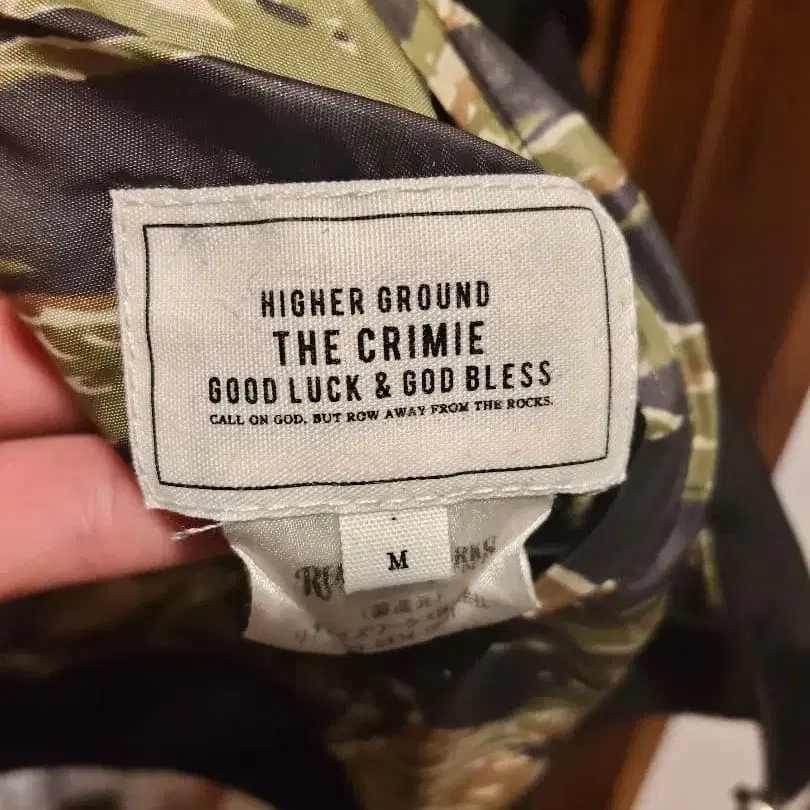 HIGHER GROUND
THE CRIMIE
GOOD LUCK & GOD BLESS
CALL ON GOD, BUT ROW AWAY FROM THE ROCKS.
M